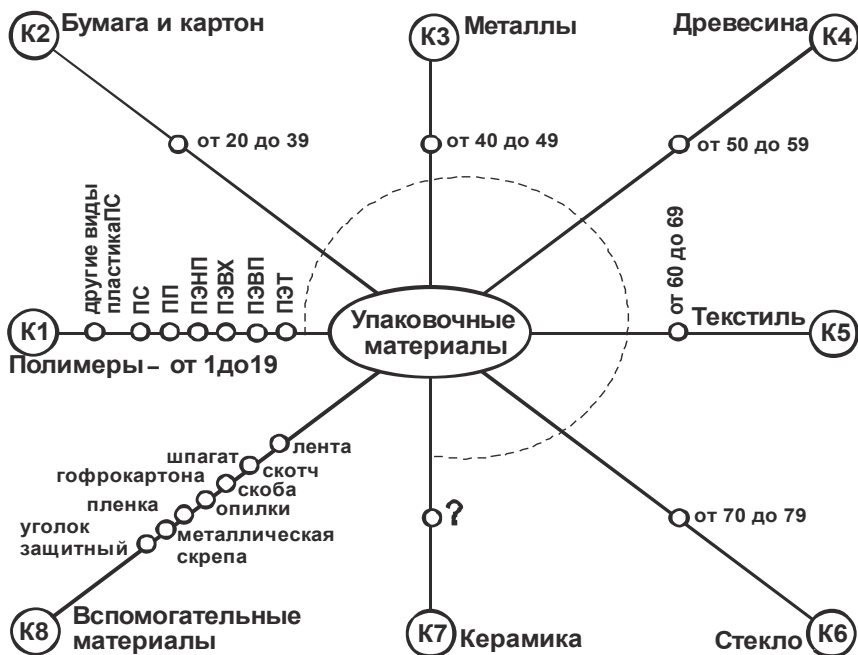 К2
Бумага и картон
К3
Металлы
Древесина
К4
от 20 до 39
от 40 до 49
от 50 до 59
другие виды
пластикаПС
ПС
ПП
ПЭНП
ПЭВХ
ПЭВП
ПЭТ
от 60 до 69
К1
Упаковочные
материалы
Текстиль
К5
Полимеры – от 1до19
лента
шпагат
скотч
гофрокартона
скоба
пленка
опилки
уголок
защитный
металлическая
скрепа
?
от 70 до 79
К8
Вспомогательные
материалы
К7
Керамика
Стекло
К6